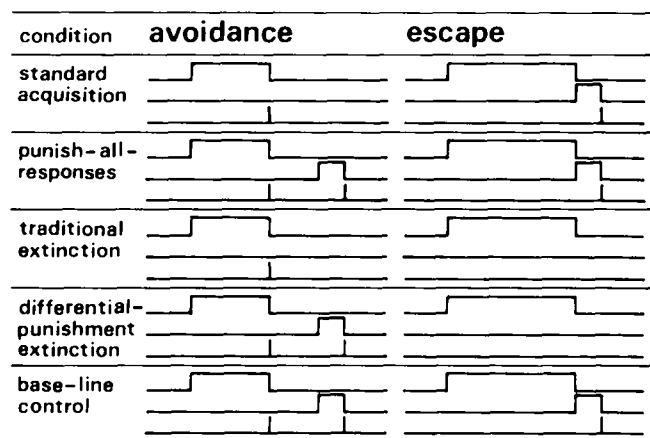 condition avoidance escape
standard
acquisition
punish-all-
responses
traditional
extinction
differential-
punishment
extinction
base-line
control